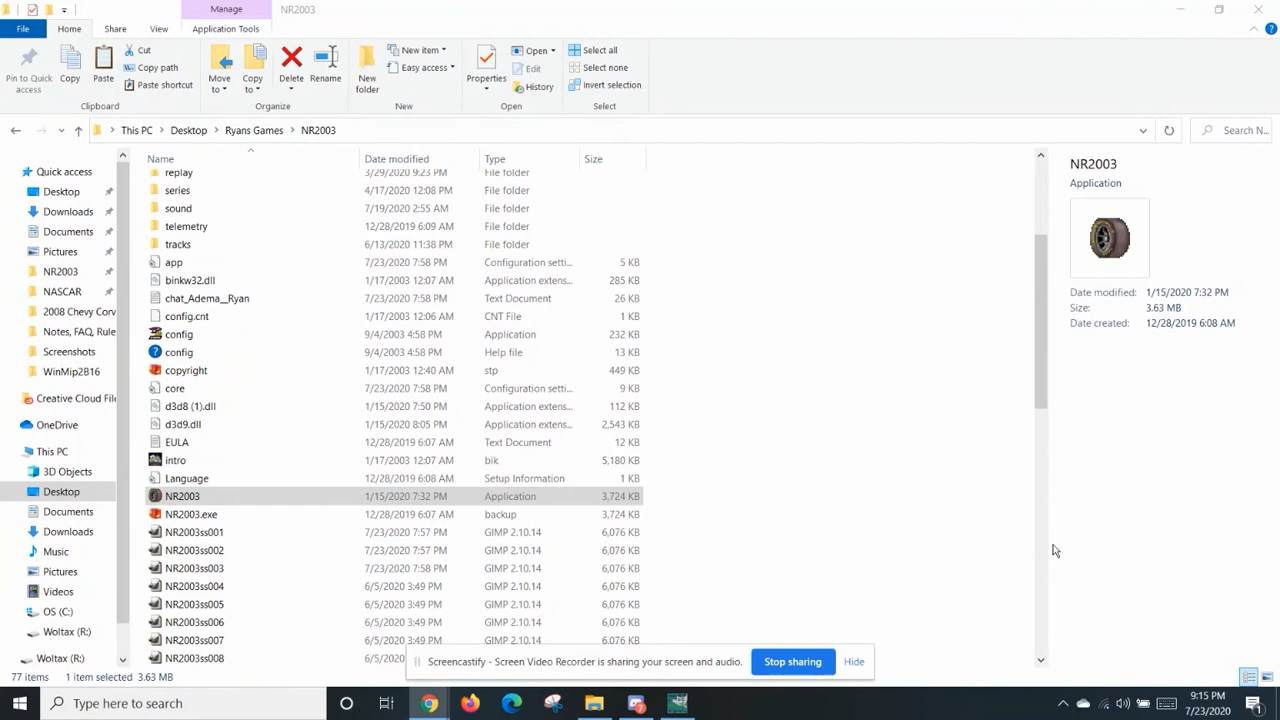 Manage NR2003
File Home Share View Application Tools
Pin to Quick access
Copy
Paste
Cut
Copy path
Paste shortcut
Clipboard
Move to
Copy to
Delete
Rename
Organize
New folder
New item
Easy access
New
Properties
Open
Edit
History
Open
Select all
Select none
Invert selection
Select
This PC > Desktop > Ryans Games > NR2003
Search N...
Quick access
Desktop
Downloads
Documents
Pictures
NR2003
NASCAR
2008 Chevy Corv
Notes, FAQ, Rule
Screenshots
WinMip2B16
Creative Cloud File
OneDrive
This PC
3D Objects
Desktop
Documents
Downloads
Music
Pictures
Videos
OS (C:)
Woltax (R:)
Woltax (R:)
Name Date modified Type Size
replay 3/29/2020 9:23 PM File folder
series 4/17/2020 12:08 PM File folder
sound 7/19/2020 2:55 AM File folder
telemetry 12/28/2019 6:09 AM File folder
tracks 6/13/2020 11:38 PM File folder
app 7/23/2020 7:58 PM Configuration setti... 5 KB
binkw32.dll 1/17/2003 12:07 AM Application extens... 285 KB
chat_Adema__Ryan 7/23/2020 7:58 PM Text Document 26 KB
config.cnt 1/17/2003 12:06 AM CNT File 1 KB
config 9/4/2003 4:58 PM Application 232 KB
config 9/4/2003 4:58 PM Help file 13 KB
copyright 1/17/2003 12:40 AM stp 449 KB
core 7/23/2020 7:58 PM Configuration setti... 9 KB
d3d8 (1).dll 1/15/2020 7:50 PM Application extens... 112 KB
d3d9.dll 1/15/2020 8:05 PM Application extens... 2,543 KB
EULA 12/28/2019 6:07 AM Text Document 12 KB
intro 1/17/2003 12:07 AM bik 5,180 KB
Language 12/28/2019 6:08 AM Setup Information 1 KB
NR2003 1/15/2020 7:32 PM Application 3,724 KB
NR2003.exe 12/28/2019 6:07 AM backup 3,724 KB
NR2003ss001 7/23/2020 7:57 PM GIMP 2.10.14 6,076 KB
NR2003ss002 7/23/2020 7:57 PM GIMP 2.10.14 6,076 KB
NR2003ss003 7/23/2020 7:58 PM GIMP 2.10.14 6,076 KB
NR2003ss004 6/5/2020 3:49 PM GIMP 2.10.14 6,076 KB
NR2003ss005 6/5/2020 3:49 PM GIMP 2.10.14 6,076 KB
NR2003ss006 6/5/2020 3:49 PM GIMP 2.10.14 6,076 KB
NR2003ss007 6/5/2020 3:49 PM GIMP 2.10.14 6,076 KB
NR2003ss008 6/5/2020
NR2003
Application
Date modified: 1/15/2020 7:32 PM
Size: 3.63 MB
Date created: 12/28/2019 6:08 AM
Screencastify - Screen Video Recorder is sharing your screen and audio. Stop sharing Hide
77 items 1 item selected 3.63 MB
Type here to search
9:15 PM
7/23/2020
1